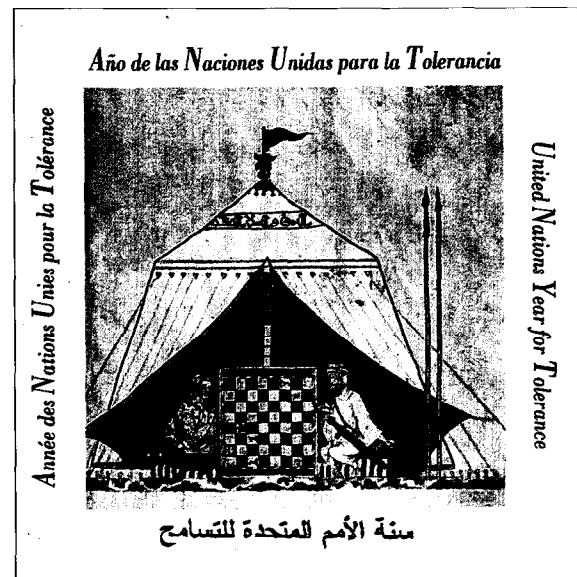 Año de las Naciones Unidas para la Tolerancia
Année des Nations Unies pour la Tolérance
United Nations Year for Tolerance
سنة الأمم المتحدة للتسامح